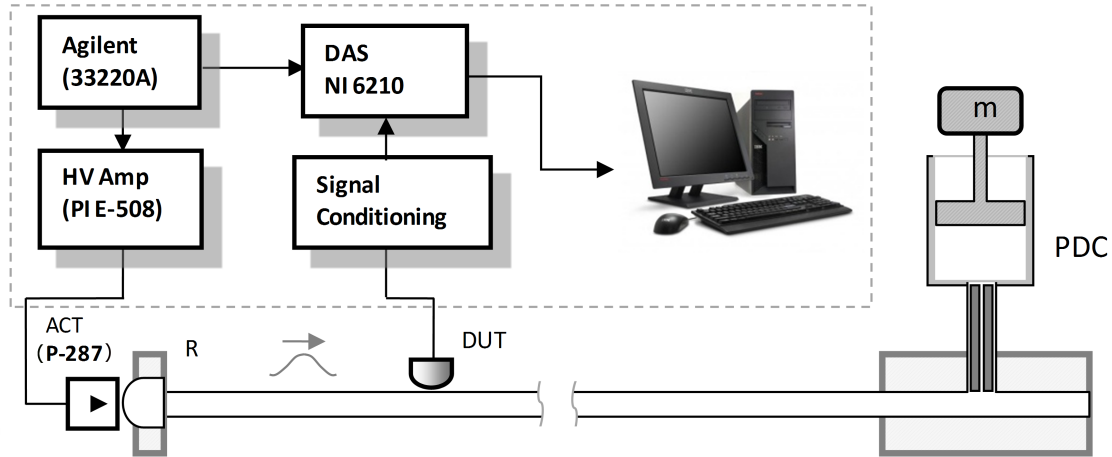 Agilent
(33220A)
DAS
NI 6210
HV Amp
(PI E-508)
Signal
Conditioning
m
PDC
ACT
(P-287)
R
DUT